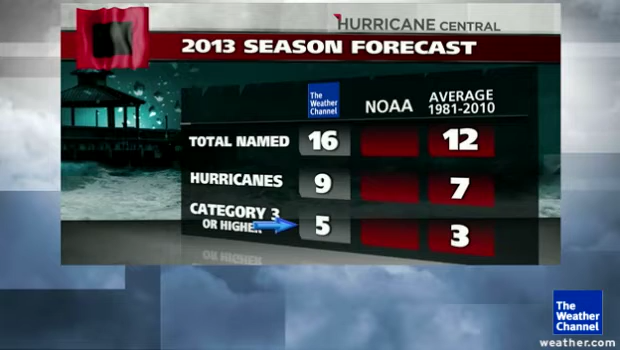 HURRICANE CENTRAL
2013 SEASON FORECAST
The
Weather
Channel
NOAA
AVERAGE
1981-2010
TOTAL NAMED 16 12
HURRICANES 9 7
CATEGORY 3
OR HIGHER 5 3
The
Weather
Channel
weather.com